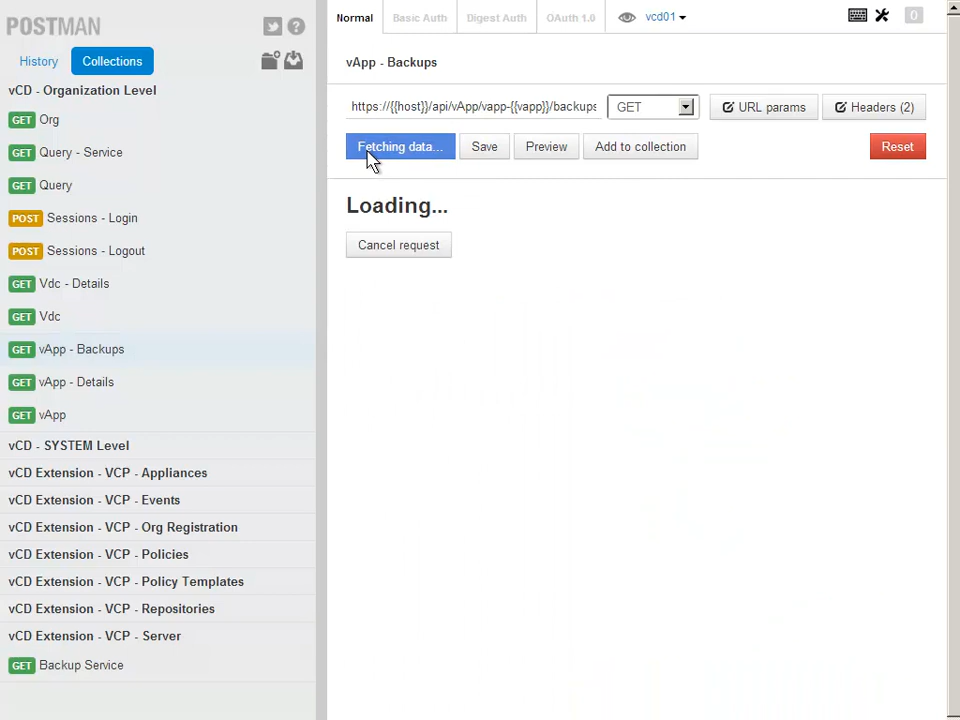 POSTMAN
History
Collections
vCD - Organization Level
GET Org
GET Query - Service
GET Query
POST Sessions - Login
POST Sessions - Logout
GET Vdc - Details
GET Vdc
GET vApp - Backups
GET vApp - Details
GET vApp
vCD - SYSTEM Level
vCD Extension - VCP - Appliances
vCD Extension - VCP - Events
vCD Extension - VCP - Org Registration
vCD Extension - VCP - Policies
vCD Extension - VCP - Policy Templates
vCD Extension - VCP - Repositories
vCD Extension - VCP - Server
GET Backup Service
Normal Basic Auth Digest Auth OAuth 1.0 vcd01 0
vApp - Backups
https://{{host}}/api/vApp/vapp-{{vapp}}/backups GET URL params Headers (2)
Fetching data... Save Preview Add to collection Reset
Loading...
Cancel request